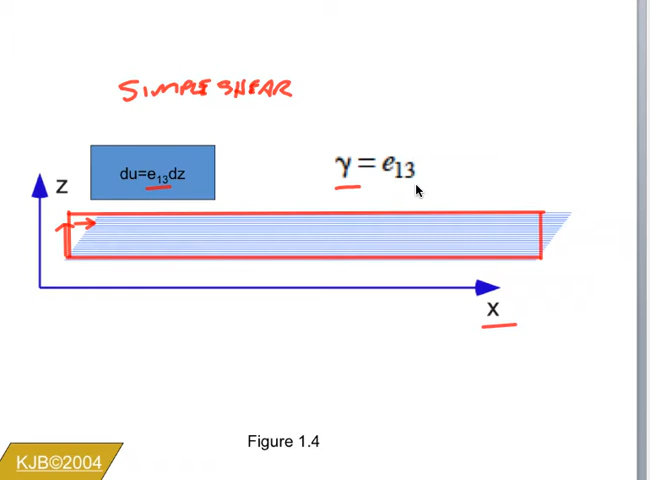 SIMPLE SHEAR
du=e₁₃dz
γ = e₁₃
z
x
Figure 1.4
KJB©2004